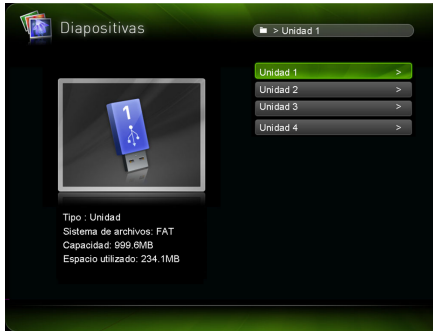 Diapositivas
> Unidad 1
Unidad 1 >
Unidad 2 >
Unidad 3 >
Unidad 4 >
1
Tipo : Unidad
Sistema de archivos: FAT
Capacidad: 999.6MB
Espacio utilizado: 234.1MB